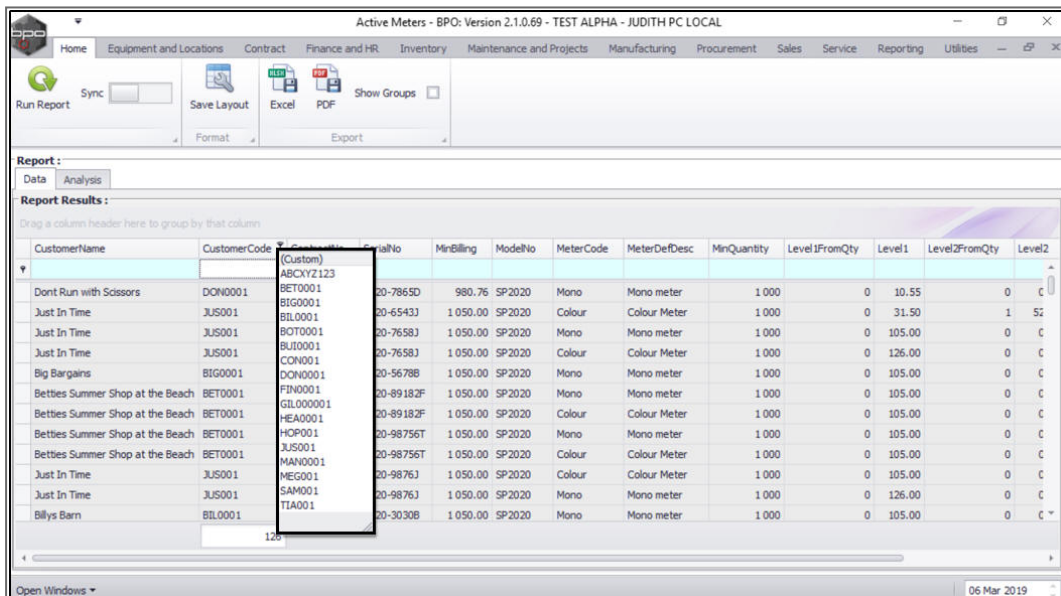 Active Meters - BPO: Version 2.1.0.69 - TEST ALPHA - JUDITH PC LOCAL
bpo
Home Equipment and Locations Contract Finance and HR Inventory Maintenance and Projects Manufacturing Procurement Sales Service Reporting Utilities
Run Report Sync Save Layout XLSX Excel PDF PDF Show Groups
Format Export
Report :
Data Analysis
Report Results :
Drag a column header here to group by that column
CustomerName CustomerCode SerialNo MinBilling ModelNo MeterCode MeterDefDesc MinQuantity Level1FromQty Level1 Level2FromQty Level2
(Custom)
ABCXYZ123
BET0001
BIG0001
BIL0001
BOT0001
BUI0001
CON001
DON0001
FIN0001
GIL000001
HEA0001
HOP001
JUS001
MAN0001
MEG001
SAM001
TIA001
Dont Run with Scissors DON0001 20-7865D 980.76 SP2020 Mono Mono meter 1 000 0 10.55 0
Just In Time JUS001 20-6543J 1 050.00 SP2020 Colour Colour Meter 1 000 0 31.50 1 52
Just In Time JUS001 20-7658J 1 050.00 SP2020 Mono Mono meter 1 000 0 105.00 0
Just In Time JUS001 20-7658J 1 050.00 SP2020 Colour Colour Meter 1 000 0 126.00 0
Big Bargains BIG0001 20-5678B 1 050.00 SP2020 Mono Mono meter 1 000 0 105.00 0
Betties Summer Shop at the Beach BET0001 20-89182F 1 050.00 SP2020 Mono Mono meter 1 000 0 105.00 0
Betties Summer Shop at the Beach BET0001 20-89182F 1 050.00 SP2020 Colour Colour Meter 1 000 0 105.00 0
Betties Summer Shop at the Beach BET0001 20-98756T 1 050.00 SP2020 Mono Mono meter 1 000 0 105.00 0
Betties Summer Shop at the Beach BET0001 20-98756T 1 050.00 SP2020 Colour Colour Meter 1 000 0 105.00 0
Just In Time JUS001 20-9876J 1 050.00 SP2020 Colour Colour Meter 1 000 0 105.00 0
Just In Time JUS001 20-9876J 1 050.00 SP2020 Mono Mono meter 1 000 0 126.00 0
Billys Barn BIL0001 20-3030B 1 050.00 SP2020 Mono Mono meter 1 000 0 105.00 0
126
Open Windows 06 Mar 2019